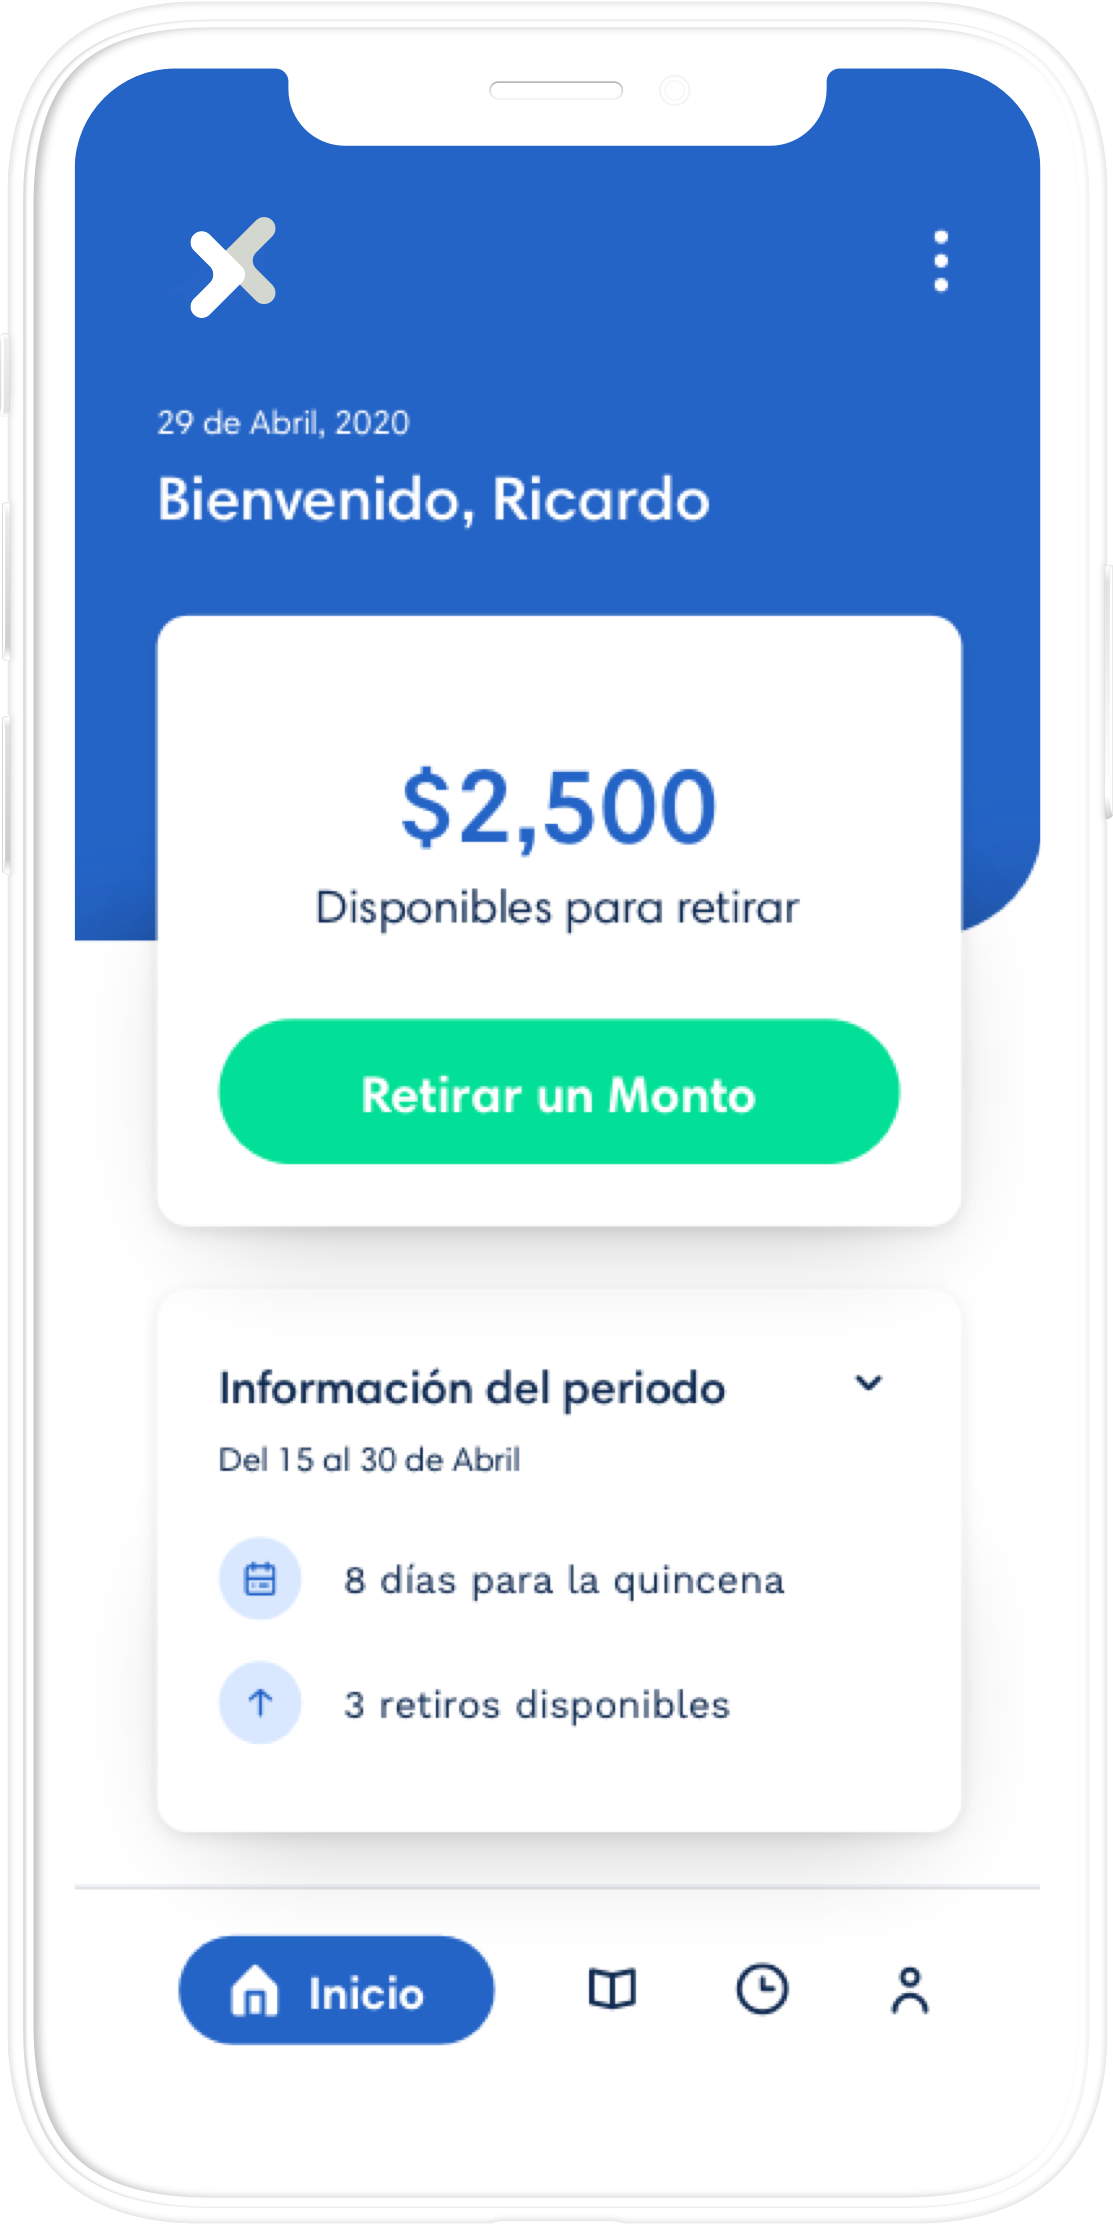 29 de Abril, 2020
Bienvenido, Ricardo
$2,500
Disponibles para retirar
Retirar un Monto
Información del periodo
Del 15 al 30 de Abril
8 días para la quincena
3 retiros disponibles
Inicio